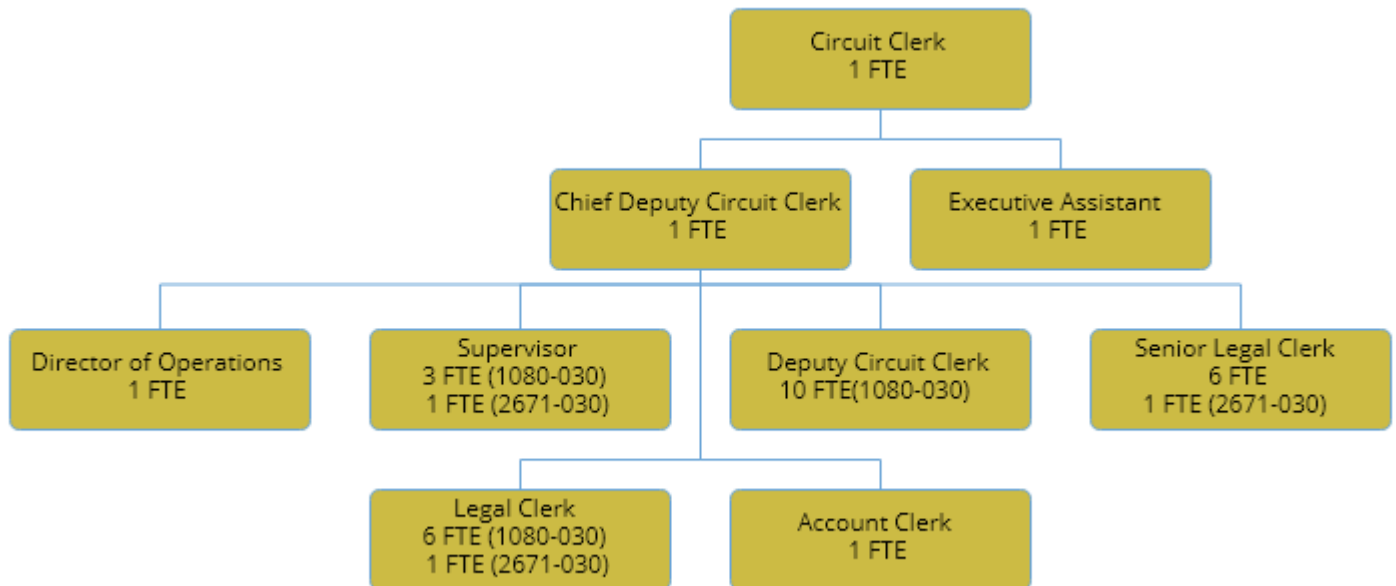 Circuit Clerk
1 FTE
Chief Deputy Circuit Clerk
1 FTE
Executive Assistant
1 FTE
Director of Operations
1 FTE
Supervisor
3 FTE (1080-030)
1 FTE (2671-030)
Deputy Circuit Clerk
10 FTE(1080-030)
Senior Legal Clerk
6 FTE
1 FTE (2671-030)
Legal Clerk
6 FTE (1080-030)
1 FTE (2671-030)
Account Clerk
1 FTE